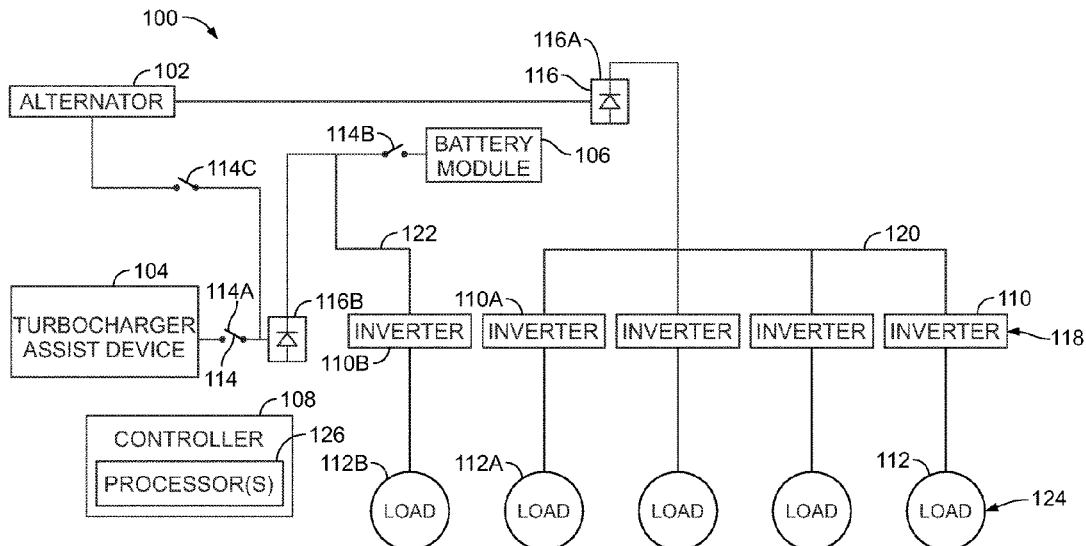 100
102
ALTERNATOR
116A
116
114B
BATTERY
MODULE
106
114C
122
120
104
TURBOCHARGER
ASSIST DEVICE
114A
114
116B
110A
110
INVERTER
INVERTER
INVERTER
INVERTER
INVERTER
118
110B
108
CONTROLLER
126
PROCESSOR(S)
112B
112A
112
LOAD
LOAD
LOAD
LOAD
LOAD
124